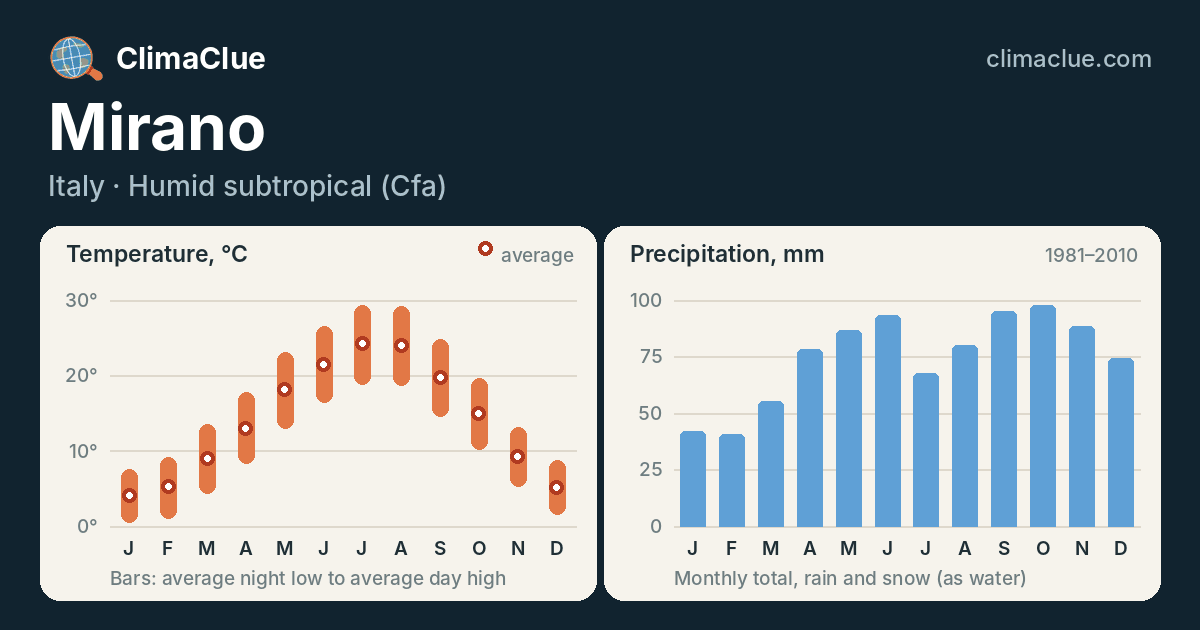 ClimaClue
climaclue.com
Mirano
Italy · Humid subtropical (Cfa)
Temperature, °C
average
30°
20°
10°
0°
J F M A M J J A S O N D
Bars: average night low to average day high
Precipitation, mm
1981–2010
100
75
50
25
0
J F M A M J J A S O N D
Monthly total, rain and snow (as water)